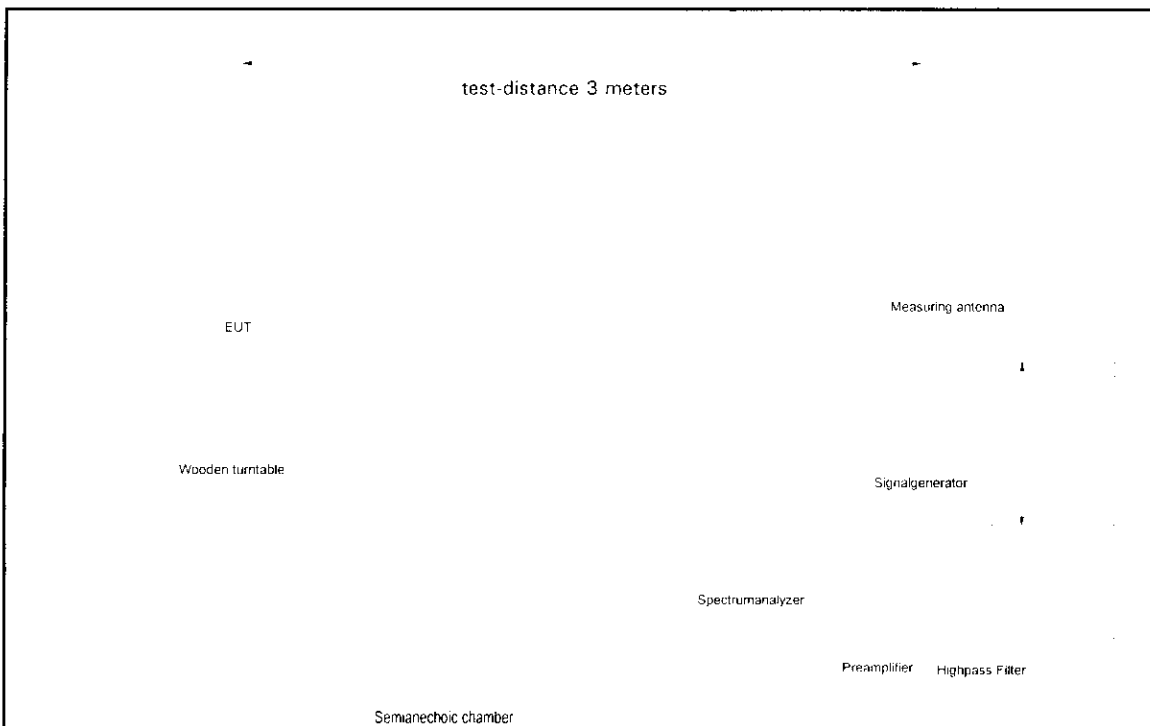 test-distance 3 meters
Measuring antenna
EUT
Wooden turntable
Signalgenerator
Spectrumanalyzer
Preamplifier
Highpass Filter
Semianechoic chamber